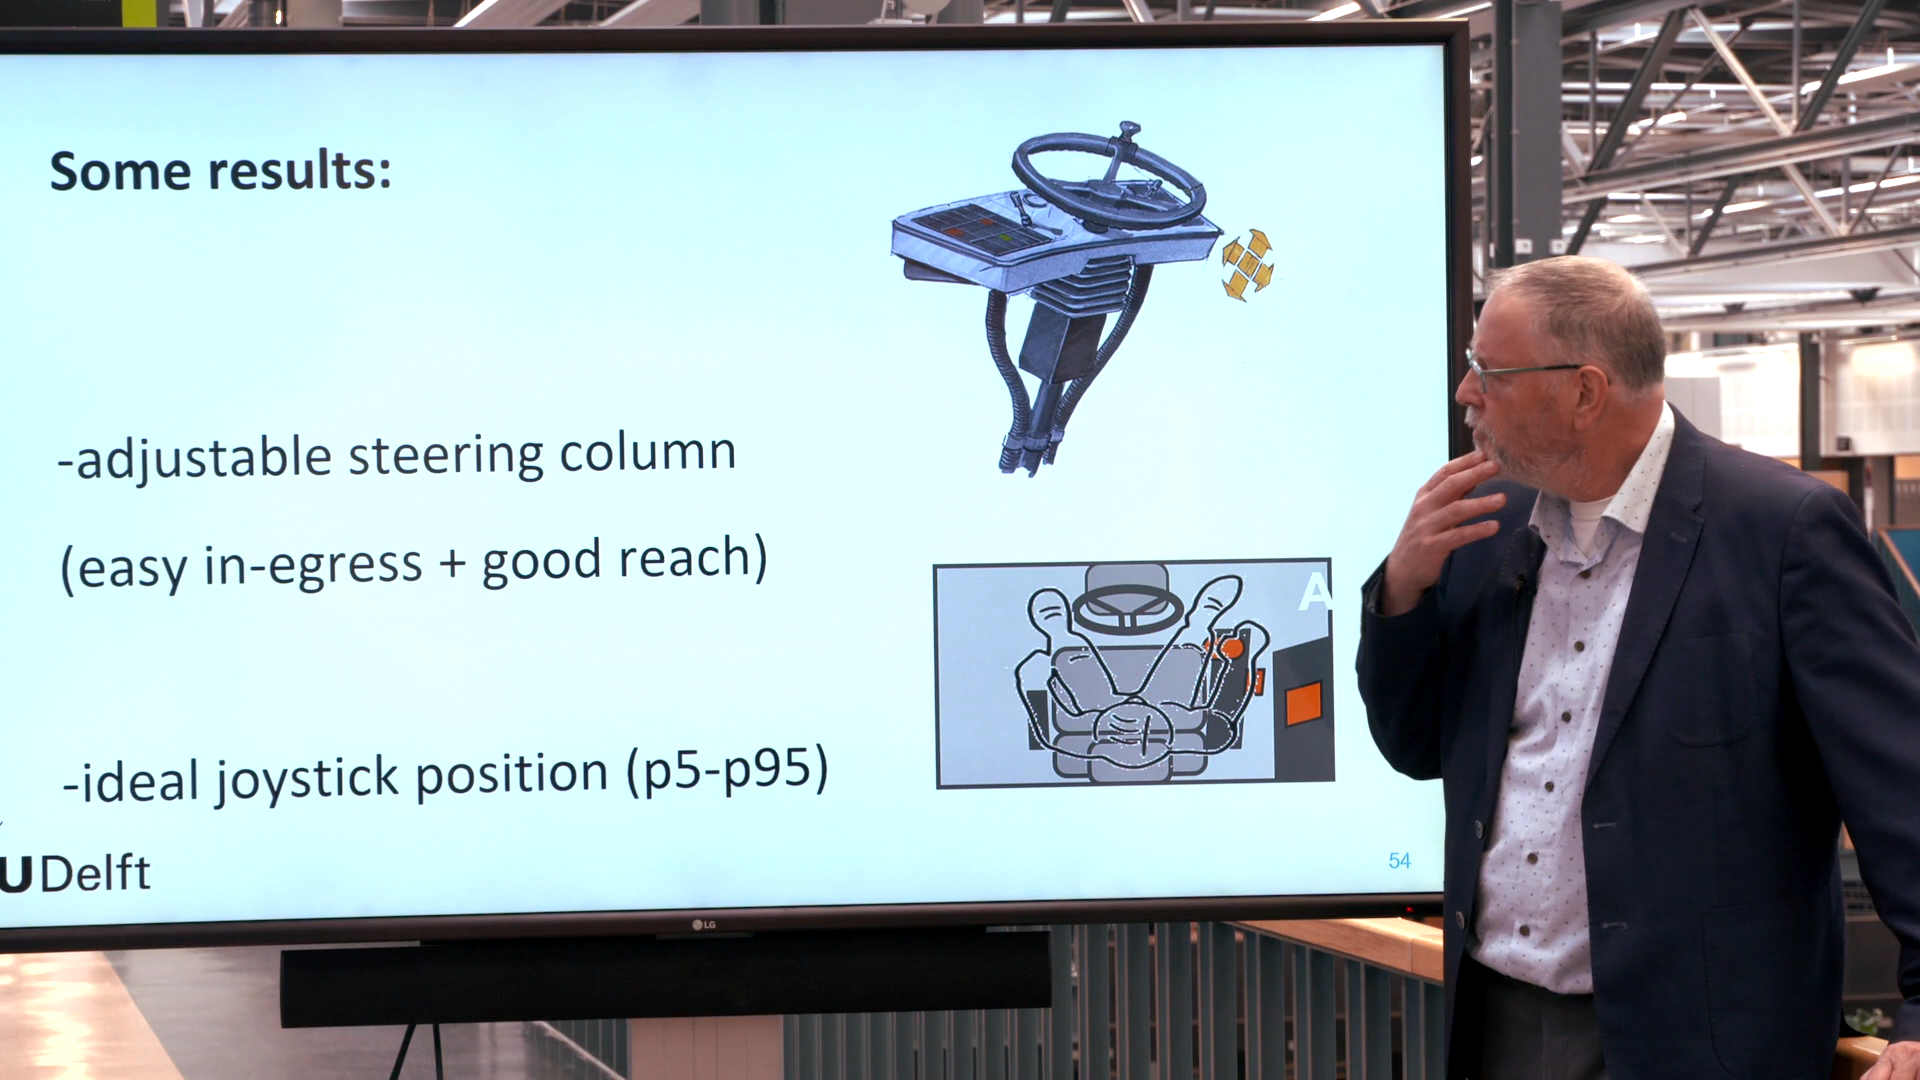 Some results:
-adjustable steering column
(easy in-egress + good reach)
-ideal joystick position (p5-p95)
A
UDelft
54
LG